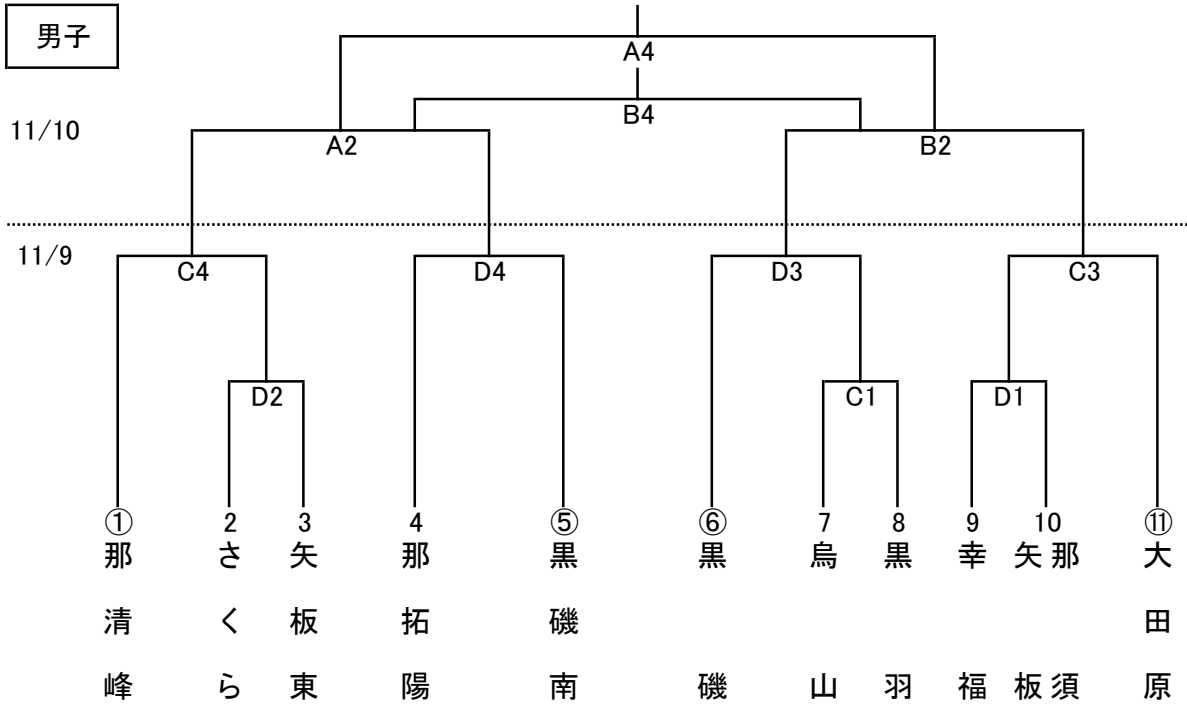 男子
A4
B4
11/10
A2 B2
11/9
C4 D4 D3 C3
D2 C1 D1
① 2 3 4 ⑤ ⑥ 7 8 9 10 ⑪
那清峰
さくら
矢板東
那拓陽
黒磯南
黒磯
烏山
黒羽
幸福
矢板
那須
大田原